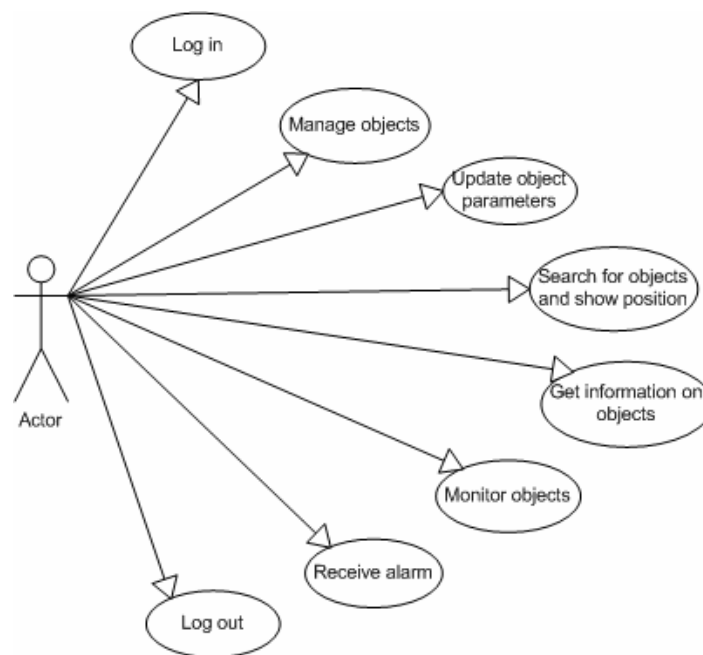 Log in
Manage objects
Update object
parameters
Search for objects
and show position
Get information on
objects
Actor
Monitor objects
Receive alarm
Log out